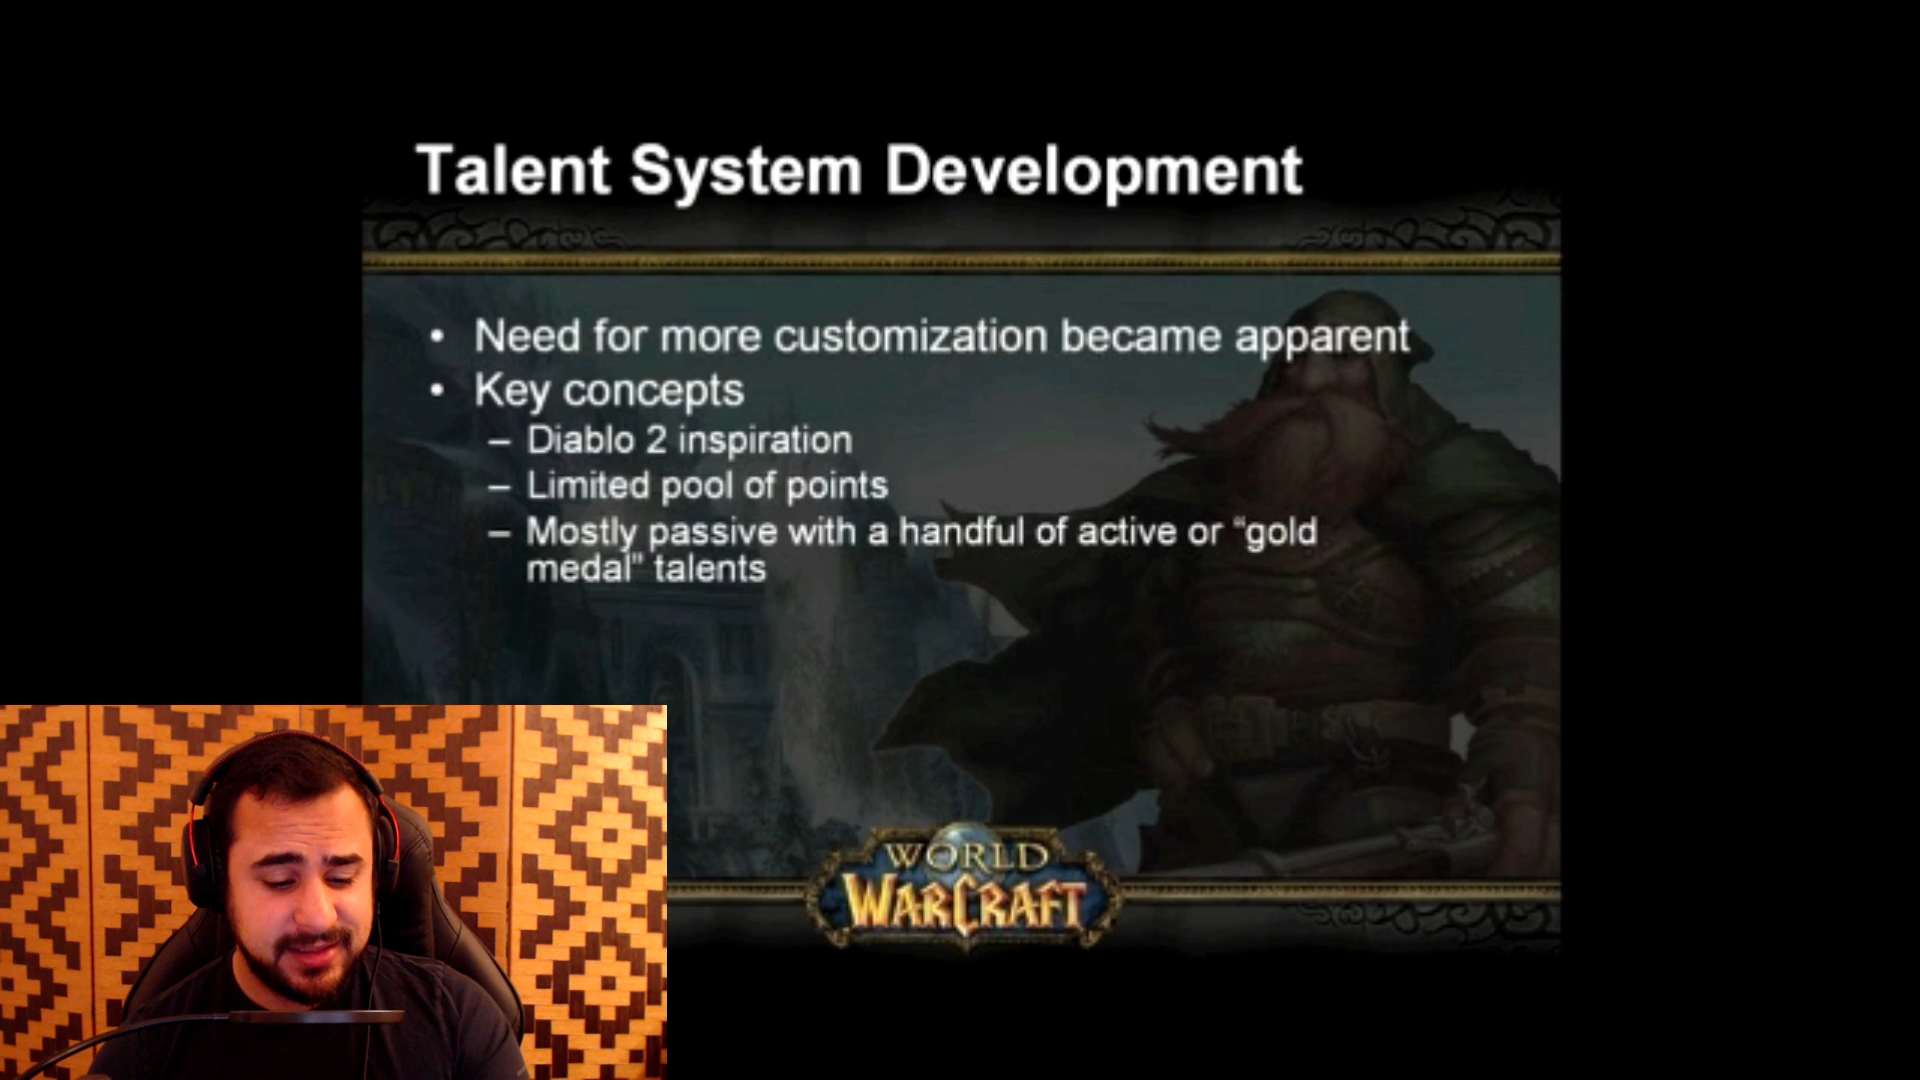 Talent System Development
• Need for more customization became apparent
• Key concepts
– Diablo 2 inspiration
– Limited pool of points
– Mostly passive with a handful of active or “gold
medal” talents
WORLD
WARCRAFT